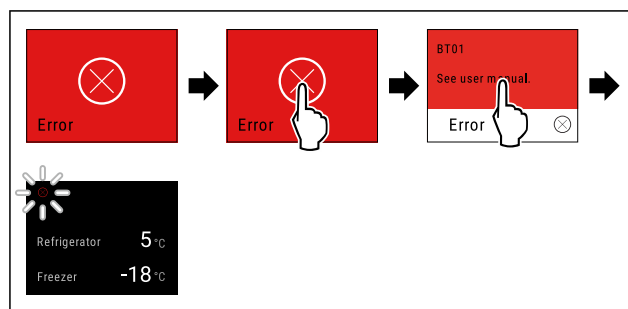 Error
Error
BT01
See user manual.
Error
Refrigerator 5 °C
Freezer -18 °C